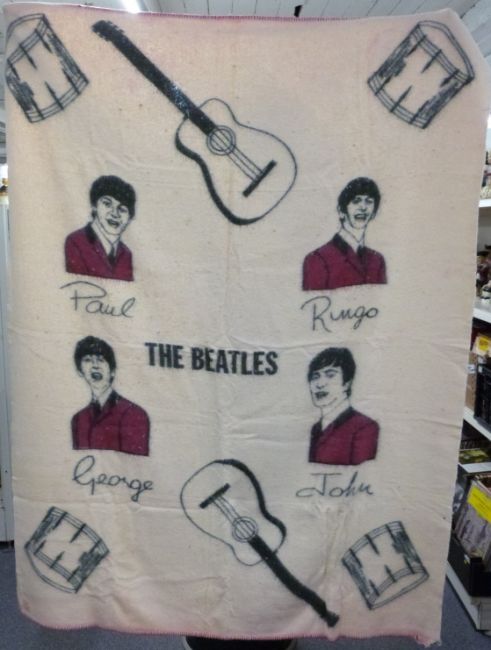 Paul
Ringo
THE BEATLES
George
John